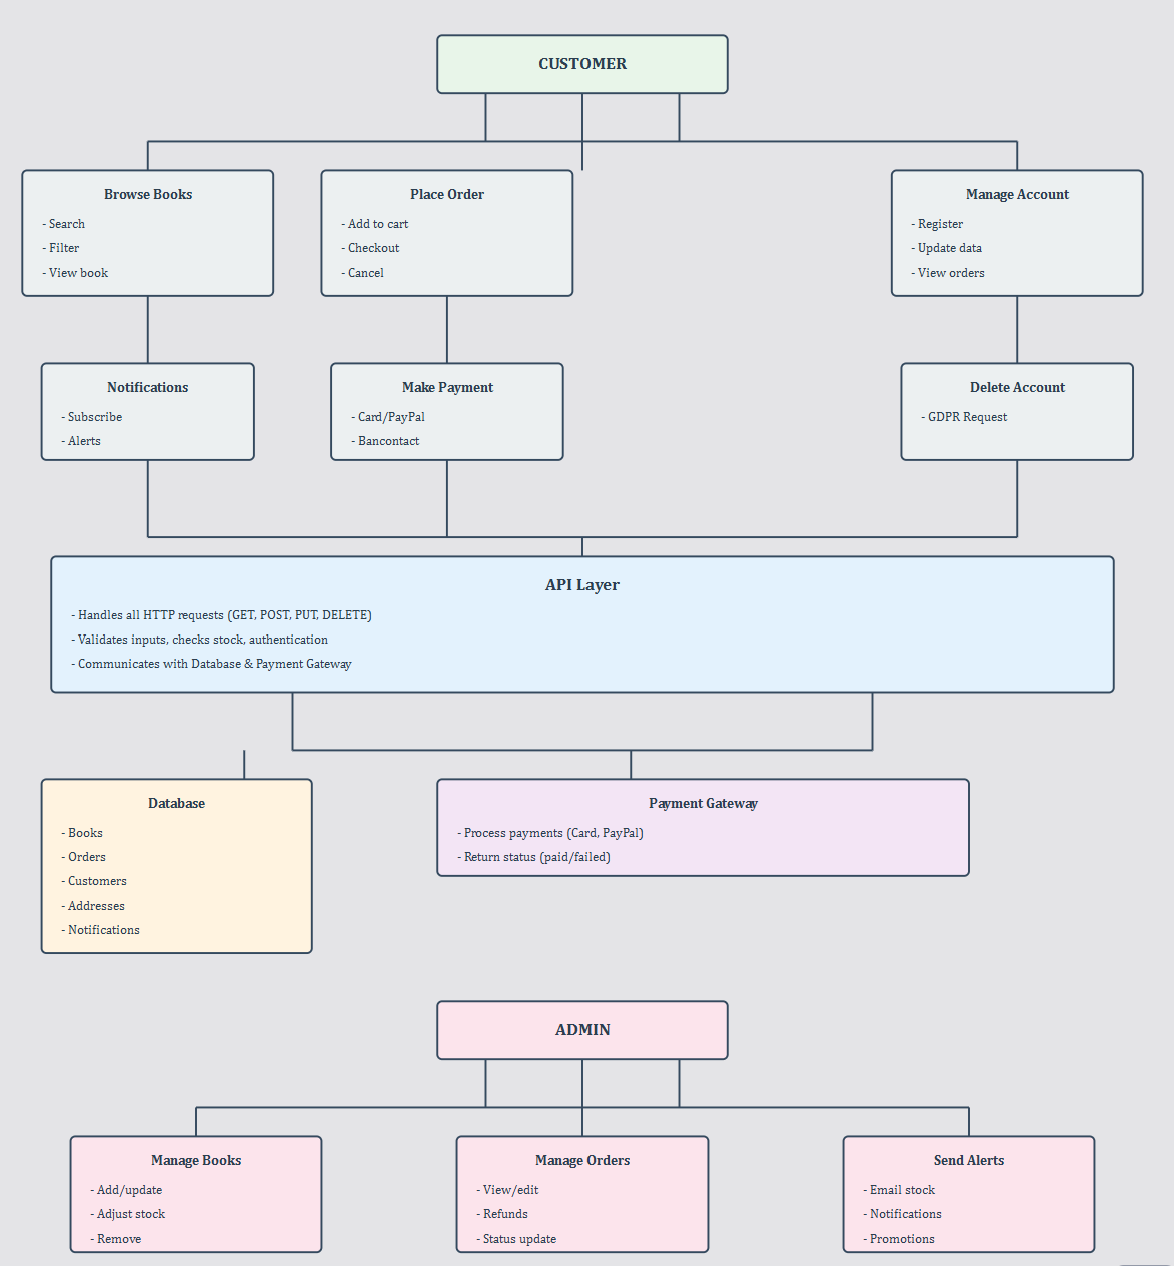 CUSTOMER
Browse Books
- Search
- Filter
- View book
Place Order
- Add to cart
- Checkout
- Cancel
Manage Account
- Register
- Update data
- View orders
Notifications
- Subscribe
- Alerts
Make Payment
- Card/PayPal
- Bancontact
Delete Account
- GDPR Request
API Layer
- Handles all HTTP requests (GET, POST, PUT, DELETE)
- Validates inputs, checks stock, authentication
- Communicates with Database & Payment Gateway
Database
- Books
- Orders
- Customers
- Addresses
- Notifications
Payment Gateway
- Process payments (Card, PayPal)
- Return status (paid/failed)
ADMIN
Manage Books
- Add/update
- Adjust stock
- Remove
Manage Orders
- View/edit
- Refunds
- Status update
Send Alerts
- Email stock
- Notifications
- Promotions